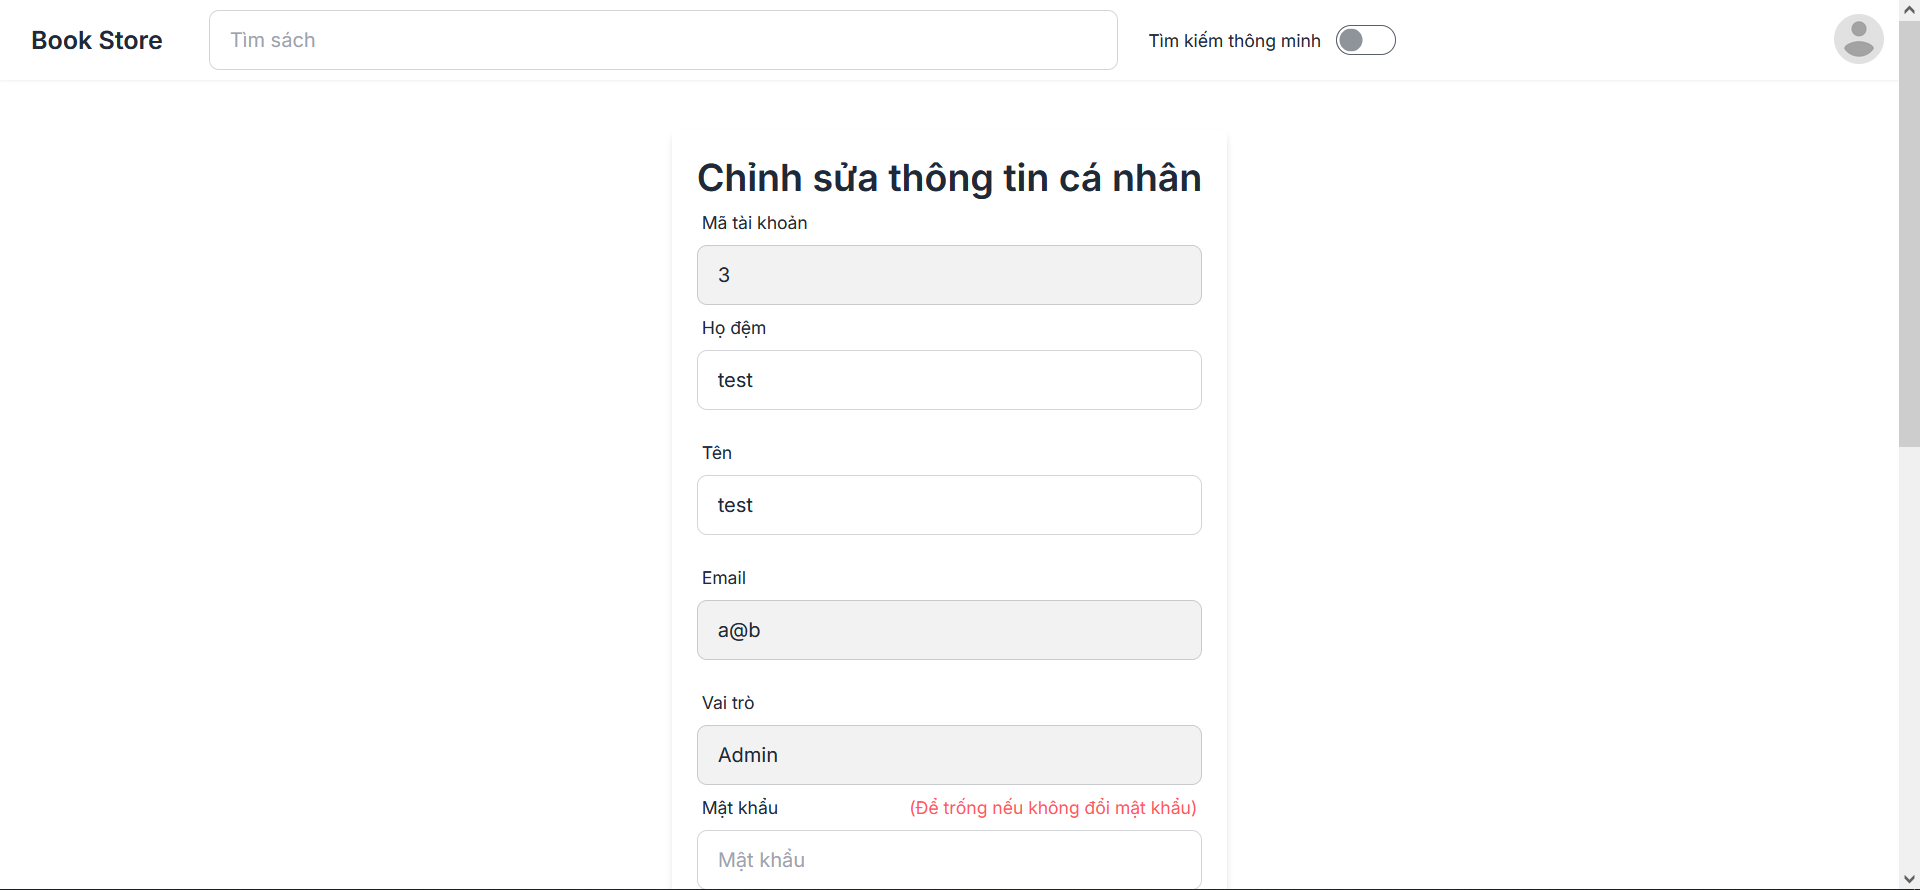 Book Store
Tìm sách
Tìm kiếm thông minh
Chỉnh sửa thông tin cá nhân
Mã tài khoản
3
Họ đệm
test
Tên
test
Email
a@b
Vai trò
Admin
Mật khẩu (Để trống nếu không đổi mật khẩu)
Mật khẩu